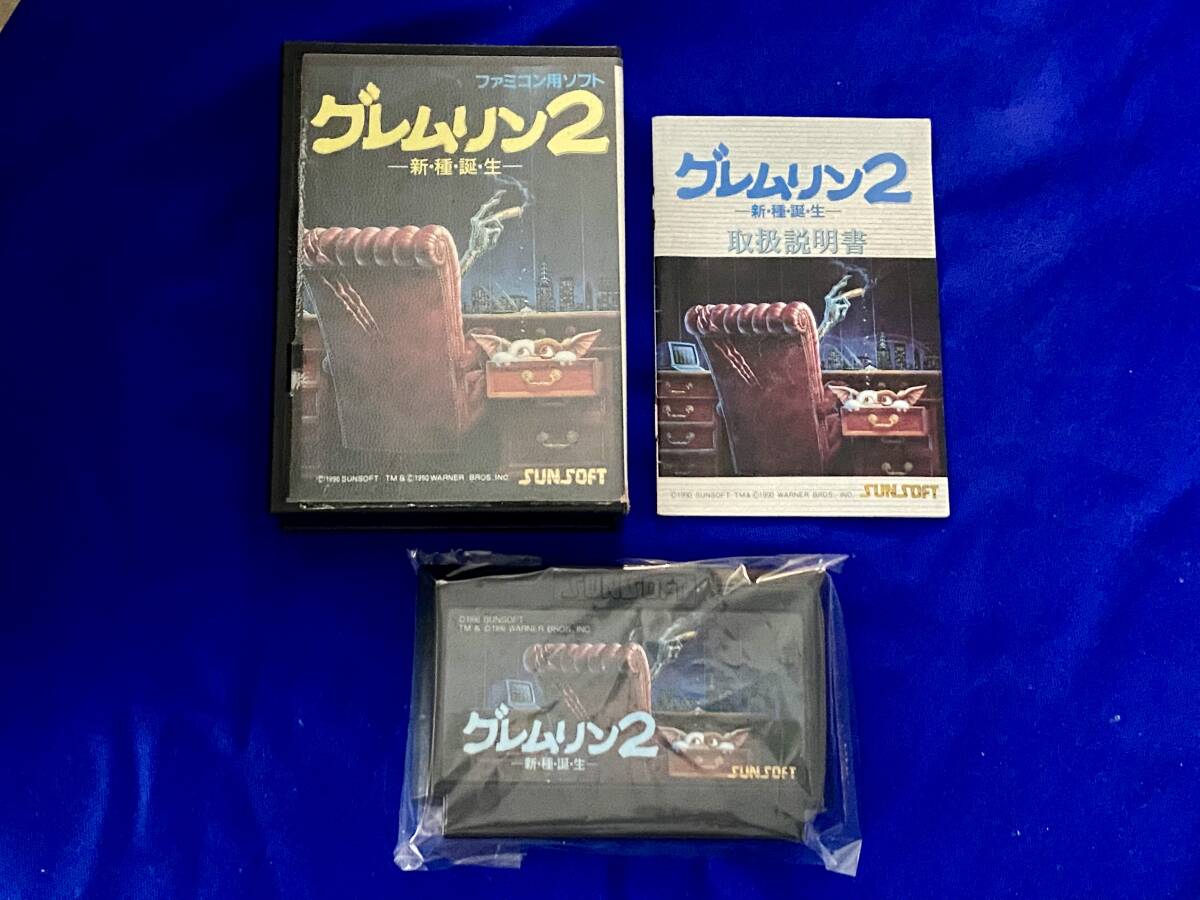 ファミコン用ソフト
グレムリン2
―新・種・誕・生―
©1990 SUNSOFT TM & ©1990 WARNER BROS., INC.
SUNSOFT
グレムリン2
―新・種・誕・生―
取扱説明書
©1990 SUNSOFT TM& ©1990 WARNER BROS., INC.
SUNSOFT
SUNSOFT
©1990 SUNSOFT
TM & ©1990 WARNER BROS., INC.
グレムリン2
―新・種・誕・生―
SUNSOFT